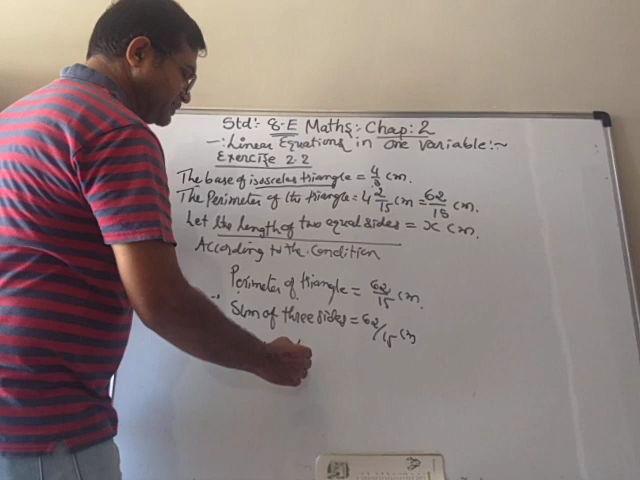 Std:- 8-E Maths:- Chap: 2
-: Linear Equations in one variable:~
Exercise 2.2
The base of isosceles triangle = 4/3 cm.
The Perimeter of the triangle = 4 2/15 cm = 62/15 cm.
Let the length of two equal sides = x cm.
According to the Condition
Perimeter of triangle = 62/15 cm.
Sum of three sides = 62/15 cm